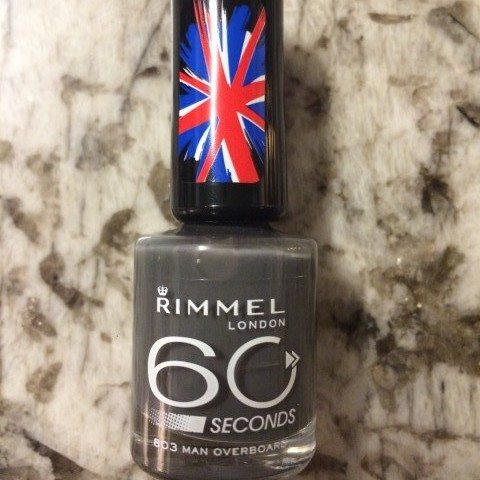 RIMMEL
LONDON
60
SECONDS
803 MAN OVERBOARD